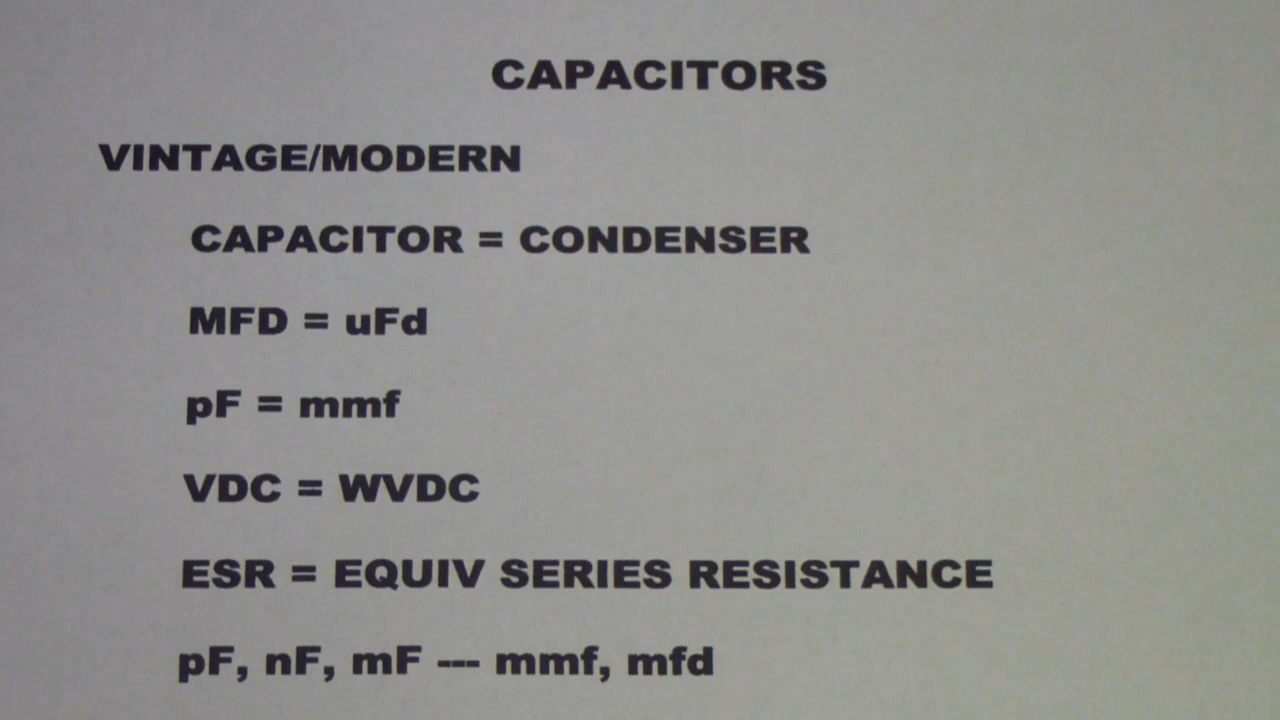 CAPACITORS
VINTAGE/MODERN
CAPACITOR = CONDENSER
MFD = uFd
pF = mmf
VDC = WVDC
ESR = EQUIV SERIES RESISTANCE
pF, nF, mF --- mmf, mfd